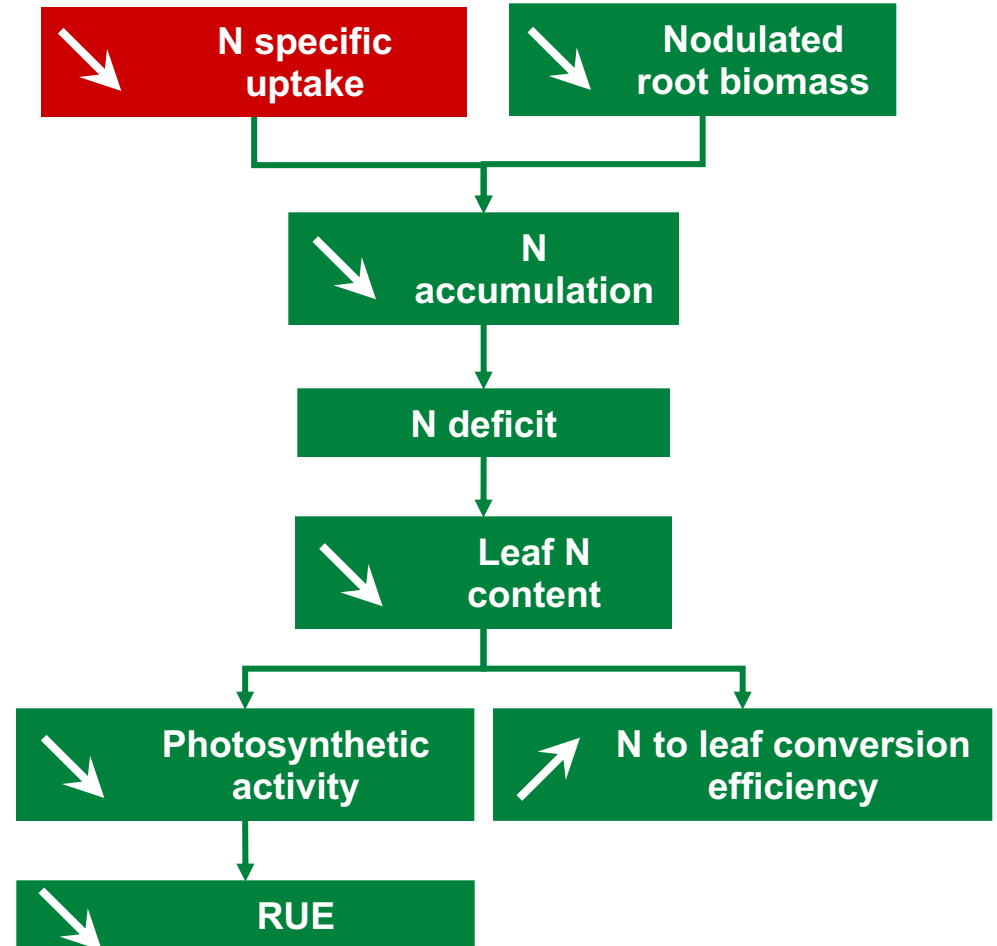 N specific
uptake
Nodulated
root biomass
N
accumulation
N deficit
Leaf N
content
Photosynthetic
activity
N to leaf conversion
efficiency
RUE